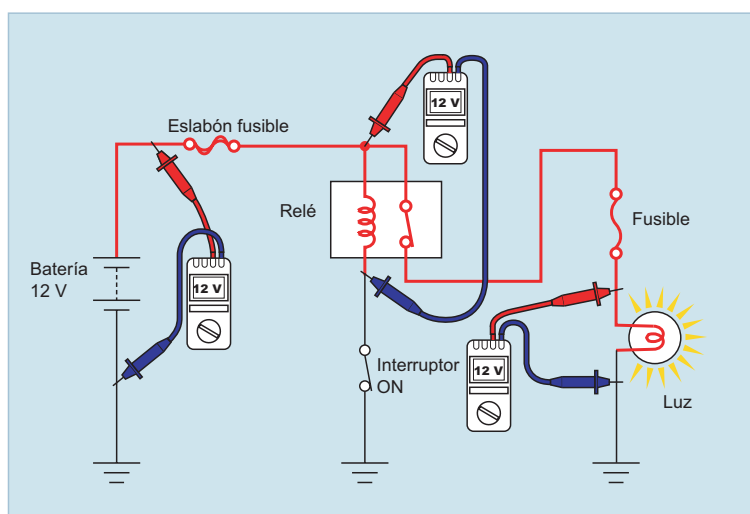 12 V
Eslabón fusible
Relé
Fusible
Batería
12 V
12 V
Interruptor
ON
12 V
Luz